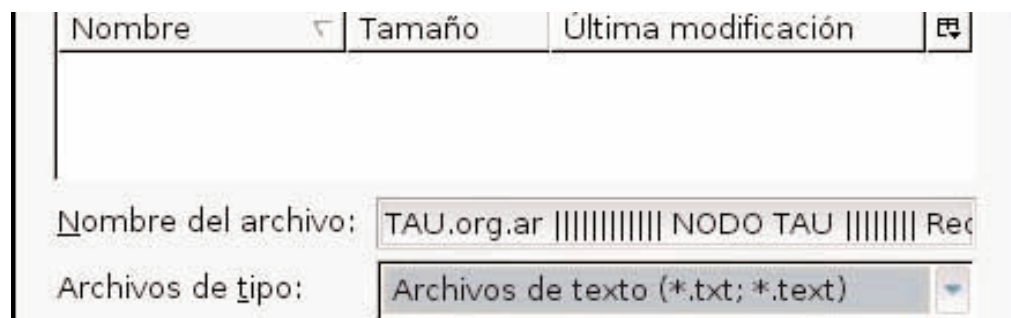 Nombre Tamaño Última modificación
Nombre del archivo: TAU.org.ar |||||||||||| NODO TAU |||||||| Rec
Archivos de tipo: Archivos de texto (*.txt; *.text)